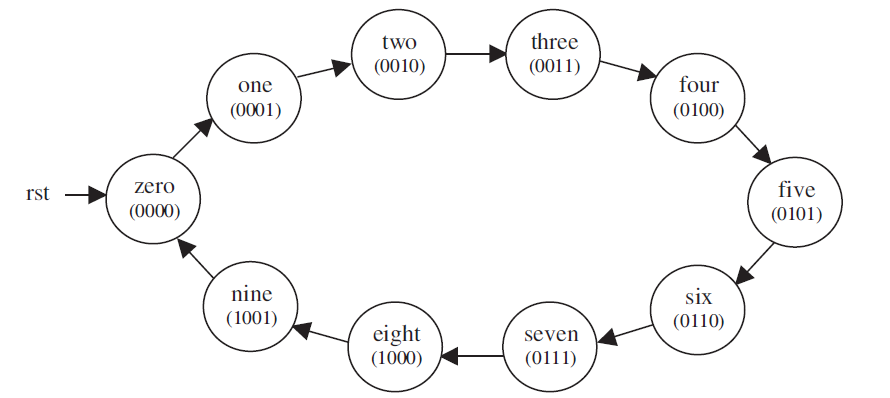 rst
zero
(0000)
one
(0001)
two
(0010)
three
(0011)
four
(0100)
five
(0101)
six
(0110)
seven
(0111)
eight
(1000)
nine
(1001)